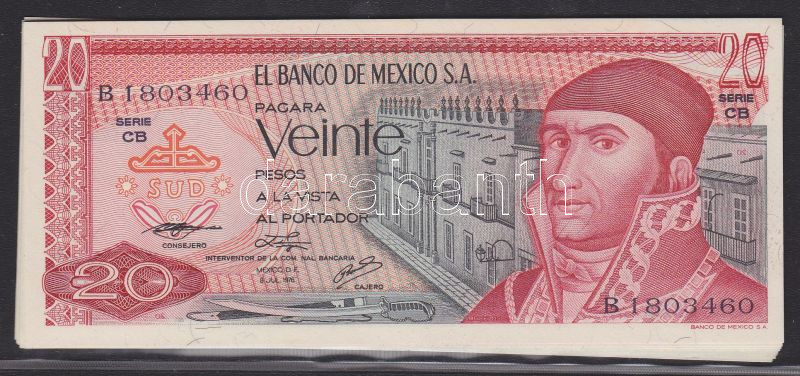 20
20
EL BANCO DE MEXICO S.A.
B 1803460
SERIE
CB
SERIE
CB
PAGARA
Veinte
PESOS
A LA VISTA
AL PORTADOR
SUD
darabanth
CONSEJERO
INTERVENTOR DE LA COM. NAL. BANCARIA
MEXICO, D. F.
8 JUL. 1976
CAJERO
20
B 1803460
BANCO DE MEXICO S.A.